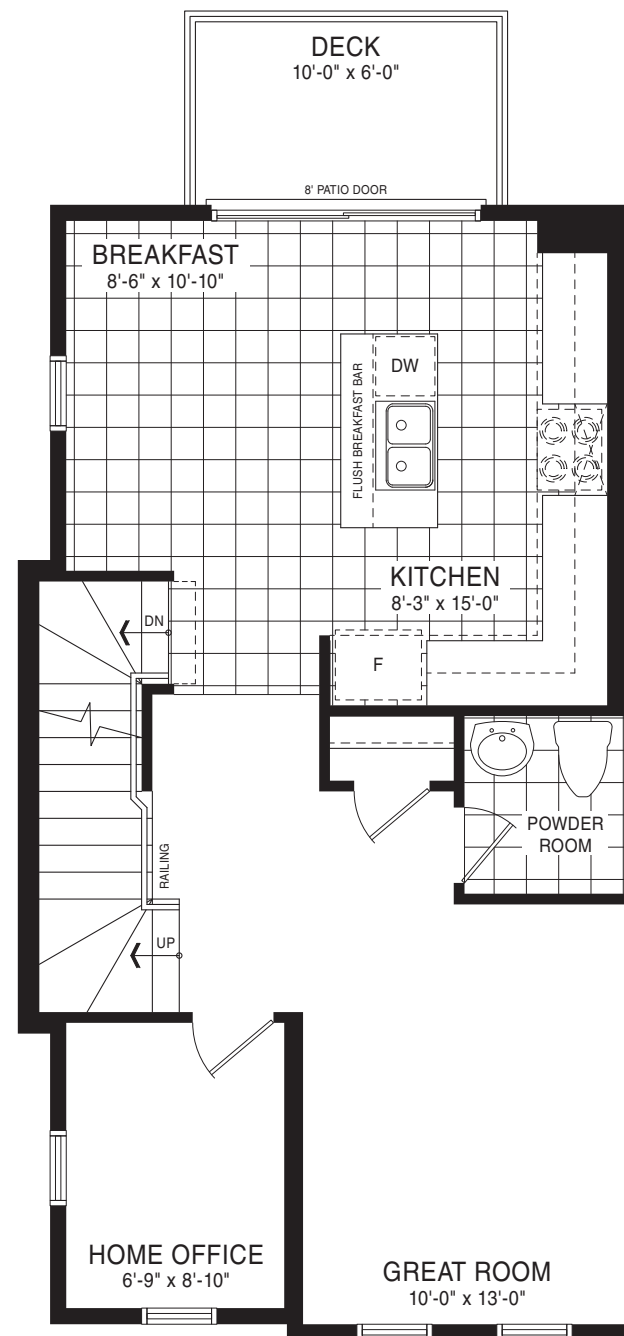 DECK
10'-0" x 6'-0"
8' PATIO DOOR
BREAKFAST
8'-6" x 10'-10"
DW
FLUSH BREAKFAST BAR
KITCHEN
8'-3" x 15'-0"
DN
F
POWDER
ROOM
RAILING
UP
HOME OFFICE
6'-9" x 8'-10"
GREAT ROOM
10'-0" x 13'-0"